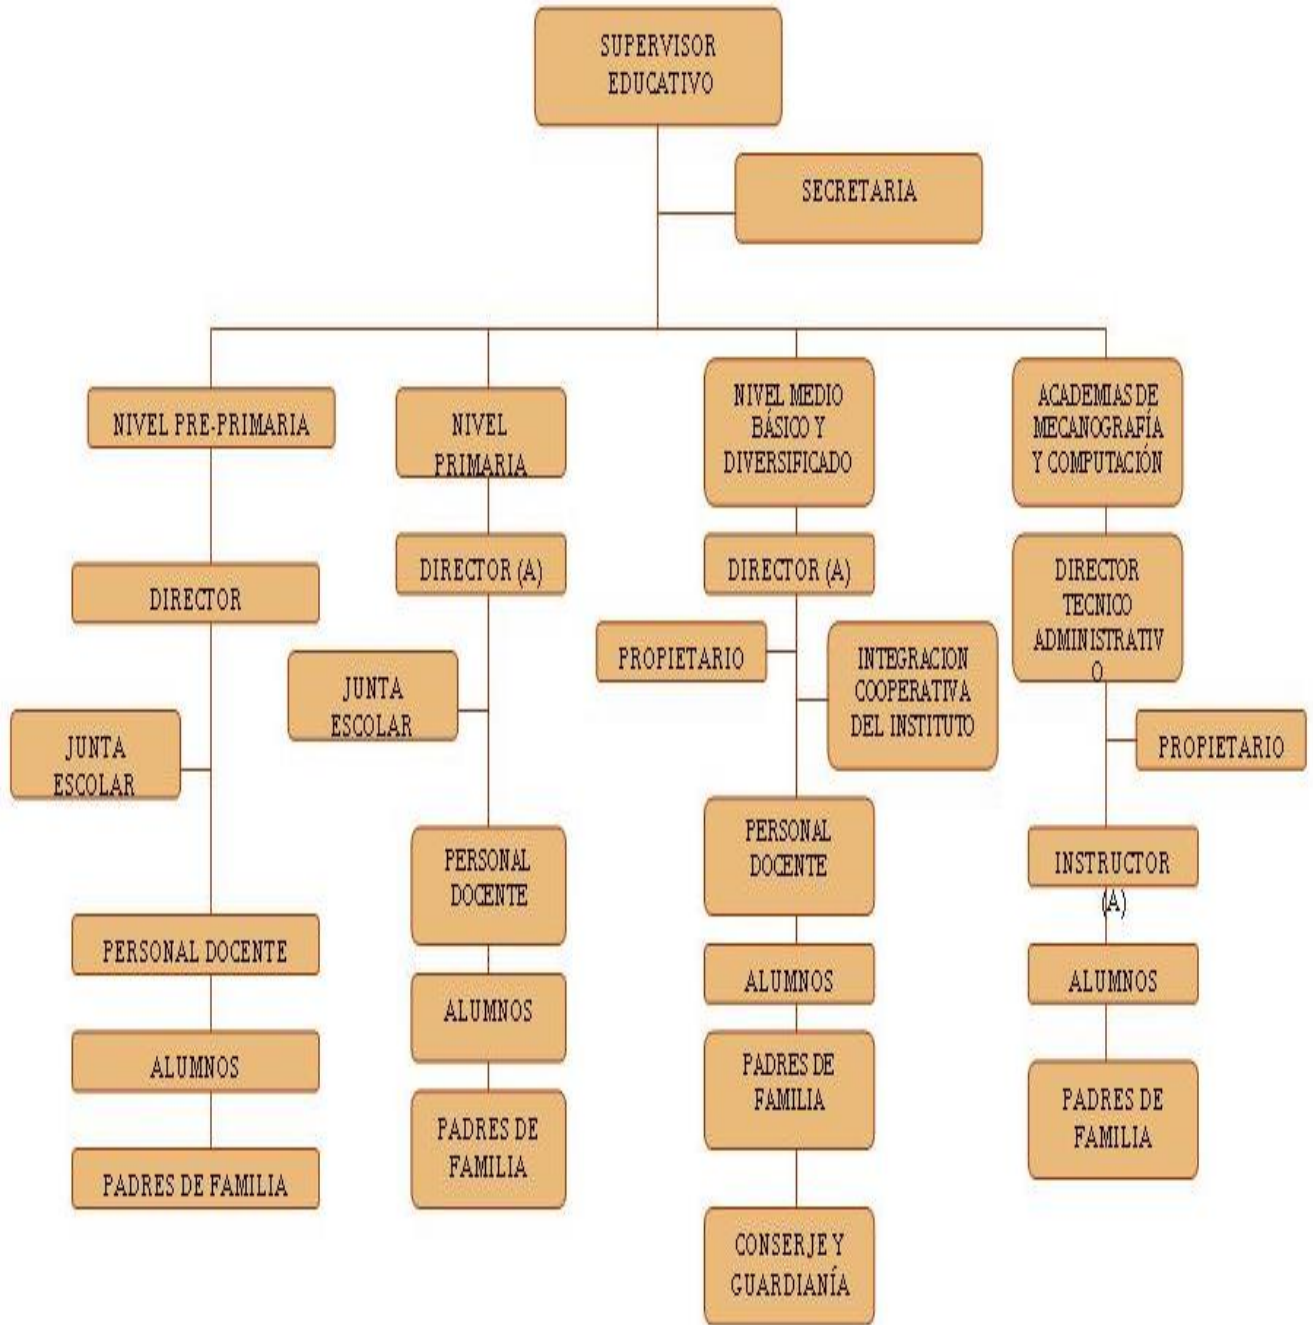 SUPERVISOR
EDUCATIVO
SECRETARIA
NIVEL PRE-PRIMARIA
DIRECTOR
JUNTA
ESCOLAR
PERSONAL DOCENTE
ALUMNOS
PADRES DE FAMILIA
NIVEL
PRIMARIA
DIRECTOR (A)
JUNTA
ESCOLAR
PERSONAL
DOCENTE
ALUMNOS
PADRES DE
FAMILIA
NIVEL MEDIO
BÁSICO Y
DIVERSIFICADO
DIRECTOR (A)
PROPIETARIO
INTEGRACION
COOPERATIVA
DEL INSTITUTO
PERSONAL
DOCENTE
ALUMNOS
PADRES DE
FAMILIA
CONSERJE Y
GUARDIANÍA
ACADEMIAS DE
MECANOGRAFÍA
Y COMPUTACIÓN
DIRECTOR
TECNICO
ADMINISTRATIV
O
PROPIETARIO
INSTRUCTOR
(A)
ALUMNOS
PADRES DE
FAMILIA